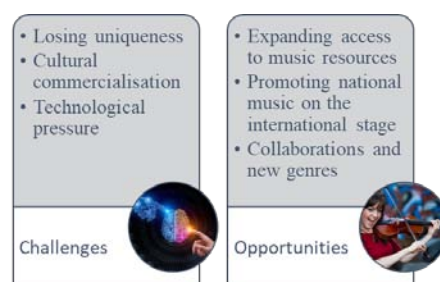 • Losing uniqueness
• Cultural
commercialisation
• Technological
pressure
Challenges
• Expanding access
to music resources
• Promoting national
music on the
international stage
• Collaborations and
new genres
Opportunities